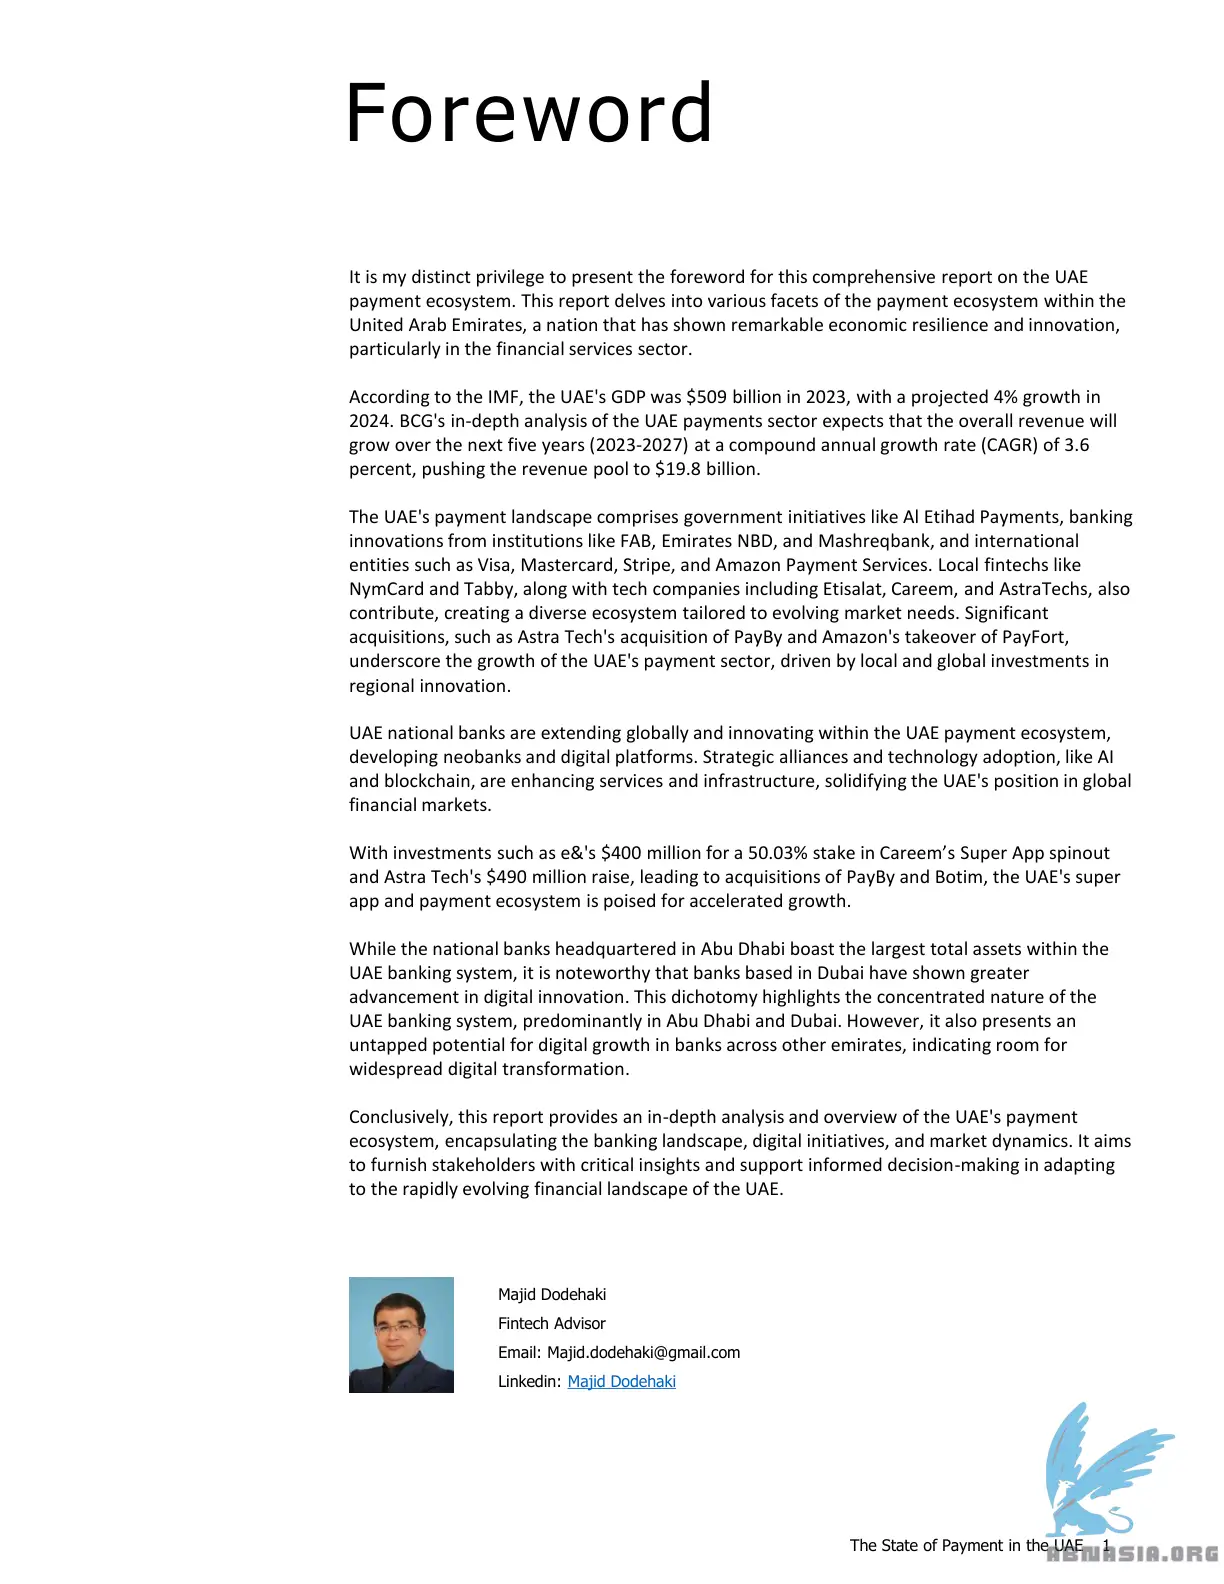 Foreword
It is my distinct privilege to present the foreword for this comprehensive report on the UAE
payment ecosystem. This report delves into various facets of the payment ecosystem within the
United Arab Emirates, a nation that has shown remarkable economic resilience and innovation,
particularly in the financial services sector.
According to the IMF, the UAE's GDP was $509 billion in 2023, with a projected 4% growth in
2024. BCG's in-depth analysis of the UAE payments sector expects that the overall revenue will
grow over the next five years (2023-2027) at a compound annual growth rate (CAGR) of 3.6
percent, pushing the revenue pool to $19.8 billion.
The UAE's payment landscape comprises government initiatives like Al Etihad Payments, banking
innovations from institutions like FAB, Emirates NBD, and Mashreqbank, and international
entities such as Visa, Mastercard, Stripe, and Amazon Payment Services. Local fintechs like
NymCard and Tabby, along with tech companies including Etisalat, Careem, and AstraTechs, also
contribute, creating a diverse ecosystem tailored to evolving market needs. Significant
acquisitions, such as Astra Tech's acquisition of PayBy and Amazon's takeover of PayFort,
underscore the growth of the UAE's payment sector, driven by local and global investments in
regional innovation.
UAE national banks are extending globally and innovating within the UAE payment ecosystem,
developing neobanks and digital platforms. Strategic alliances and technology adoption, like AI
and blockchain, are enhancing services and infrastructure, solidifying the UAE's position in global
financial markets.
With investments such as e&'s $400 million for a 50.03% stake in Careem’s Super App spinout
and Astra Tech's $490 million raise, leading to acquisitions of PayBy and Botim, the UAE's super
app and payment ecosystem is poised for accelerated growth.
While the national banks headquartered in Abu Dhabi boast the largest total assets within the
UAE banking system, it is noteworthy that banks based in Dubai have shown greater
advancement in digital innovation. This dichotomy highlights the concentrated nature of the
UAE banking system, predominantly in Abu Dhabi and Dubai. However, it also presents an
untapped potential for digital growth in banks across other emirates, indicating room for
widespread digital transformation.
Conclusively, this report provides an in-depth analysis and overview of the UAE's payment
ecosystem, encapsulating the banking landscape, digital initiatives, and market dynamics. It aims
to furnish stakeholders with critical insights and support informed decision-making in adapting
to the rapidly evolving financial landscape of the UAE.
Majid Dodehaki
Fintech Advisor
Email: Majid.dodehaki@gmail.com
Linkedin: Majid Dodehaki
The State of Payment in the UAE 1
ABNASIA.ORG